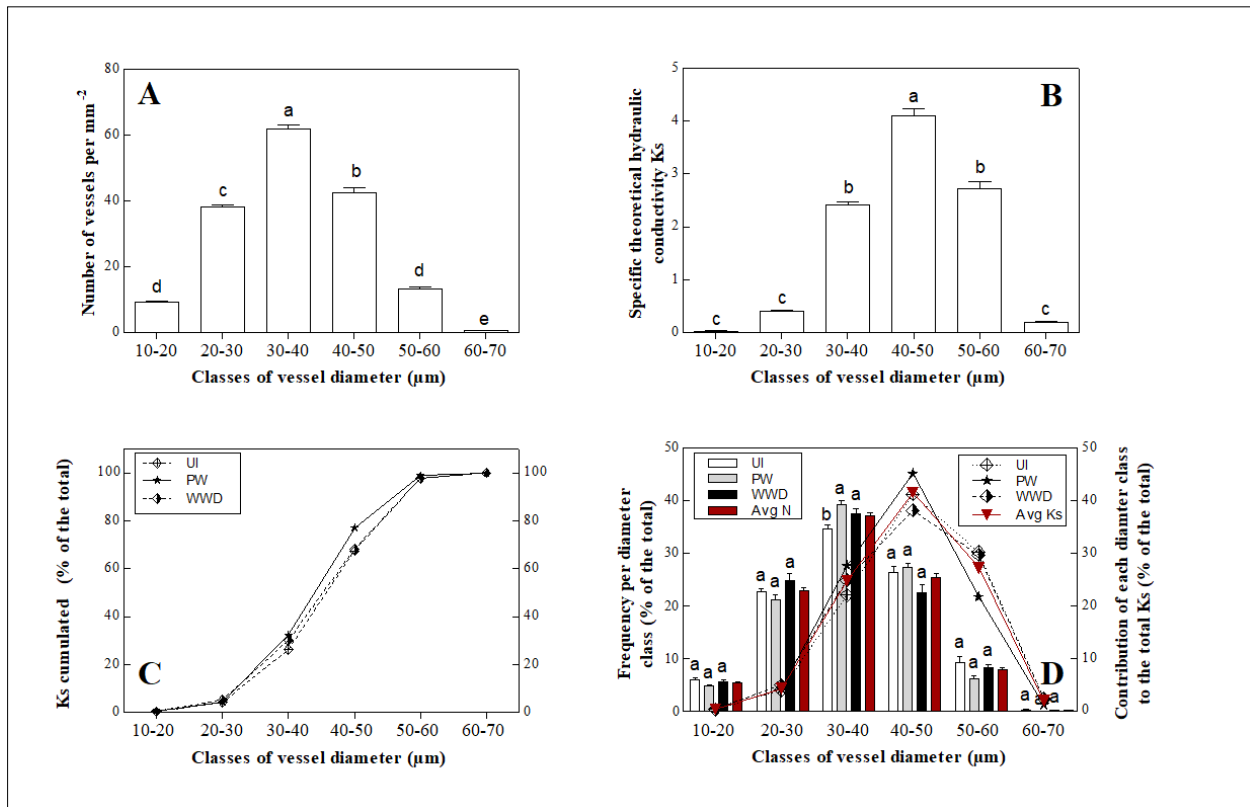 A
Number of vessels per mm⁻²
80
60
40
20
0
d
c
a
b
d
e
10-20 20-30 30-40 40-50 50-60 60-70
Classes of vessel diameter (µm)
B
Specific theoretical hydraulic
conductivity Ks
5
4
3
2
1
0
c
c
b
a
b
c
10-20 20-30 30-40 40-50 50-60 60-70
Classes of vessel diameter (µm)
C
Ks cumulated (% of the total)
100
80
60
40
20
0
UI
PW
WWD
100
80
60
40
20
0
10-20 20-30 30-40 40-50 50-60 60-70
Classes of vessel diameter (µm)
D
Frequency per diameter
class (% of the total)
50
40
30
20
10
0
UI
PW
WWD
Avg N
UI
PW
WWD
Avg Ks
a a a
a a a
b a a
a a a
a a a
a a a
50
40
30
20
10
0
Contribution of each diamter class
to the total Ks (% of the total)
10-20 20-30 30-40 40-50 50-60 60-70
Classes of vessel diameter (µm)